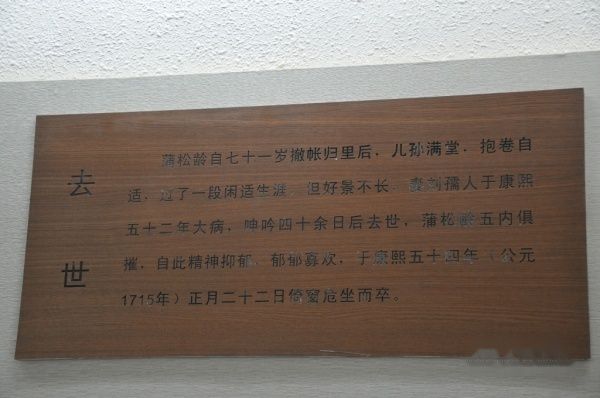 去世
蒲松龄自七十一岁撤帐归里后，儿孙满堂，抱卷自
适，过了一段闲适生涯，但好景不长，妻刘孺人于康熙
五十二年大病，呻吟四十余日后去世，蒲松龄五内俱
摧，自此精神抑郁，郁郁寡欢，于康熙五十四年（公元
1715年）正月二十二日倚窗危坐而卒。